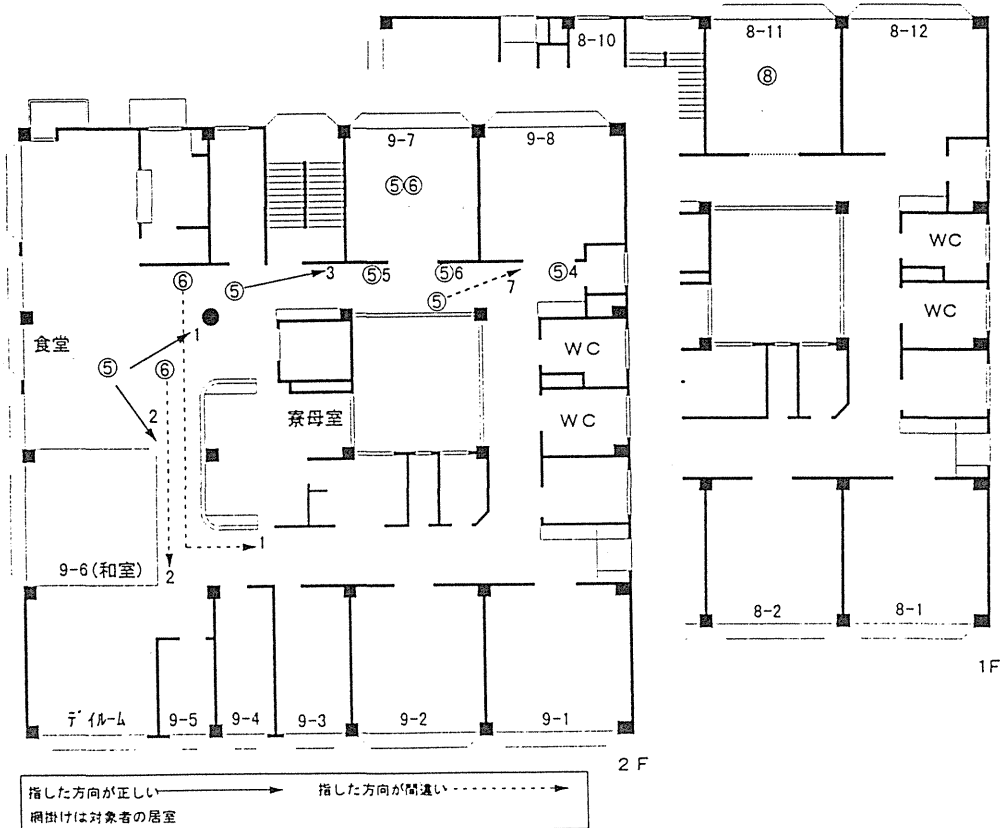 8-10
8-11
8-12
⑧
9-7
9-8
⑤⑥
WC
⑥
⑤
3
⑤5
⑤6
⑤
7
⑤4
WC
食堂
1
⑤
⑥
WC
2
寮母室
WC
1
9-6(和室)
2
8-2
8-1
1F
デイルーム
9-5
9-4
9-3
9-2
9-1
2F
指した方向が正しい
指した方向が間違い
網掛けは対象者の居室